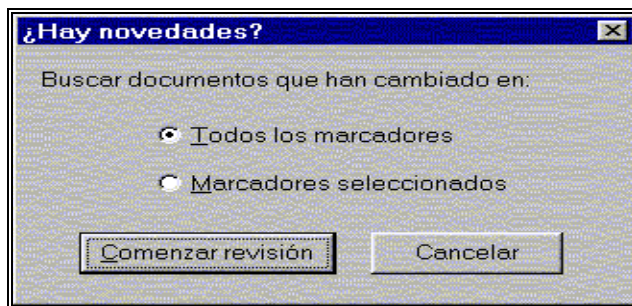 ¿Hay novedades?
Buscar documentos que han cambiado en:
Todos los marcadores
Marcadores seleccionados
Comenzar revisión Cancelar